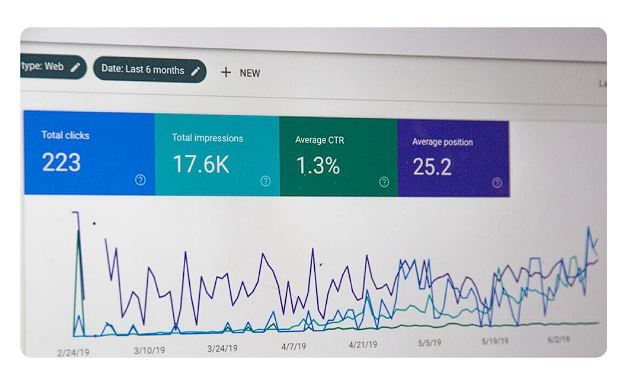 type: Web
Date: Last 6 months
+ NEW
Total clicks
223
Total impressions
17.6K
Average CTR
1.3%
Average position
25.2
2/24/19 3/10/19 3/24/19 4/7/19 4/21/19 5/5/19 5/19/19 6/2/19